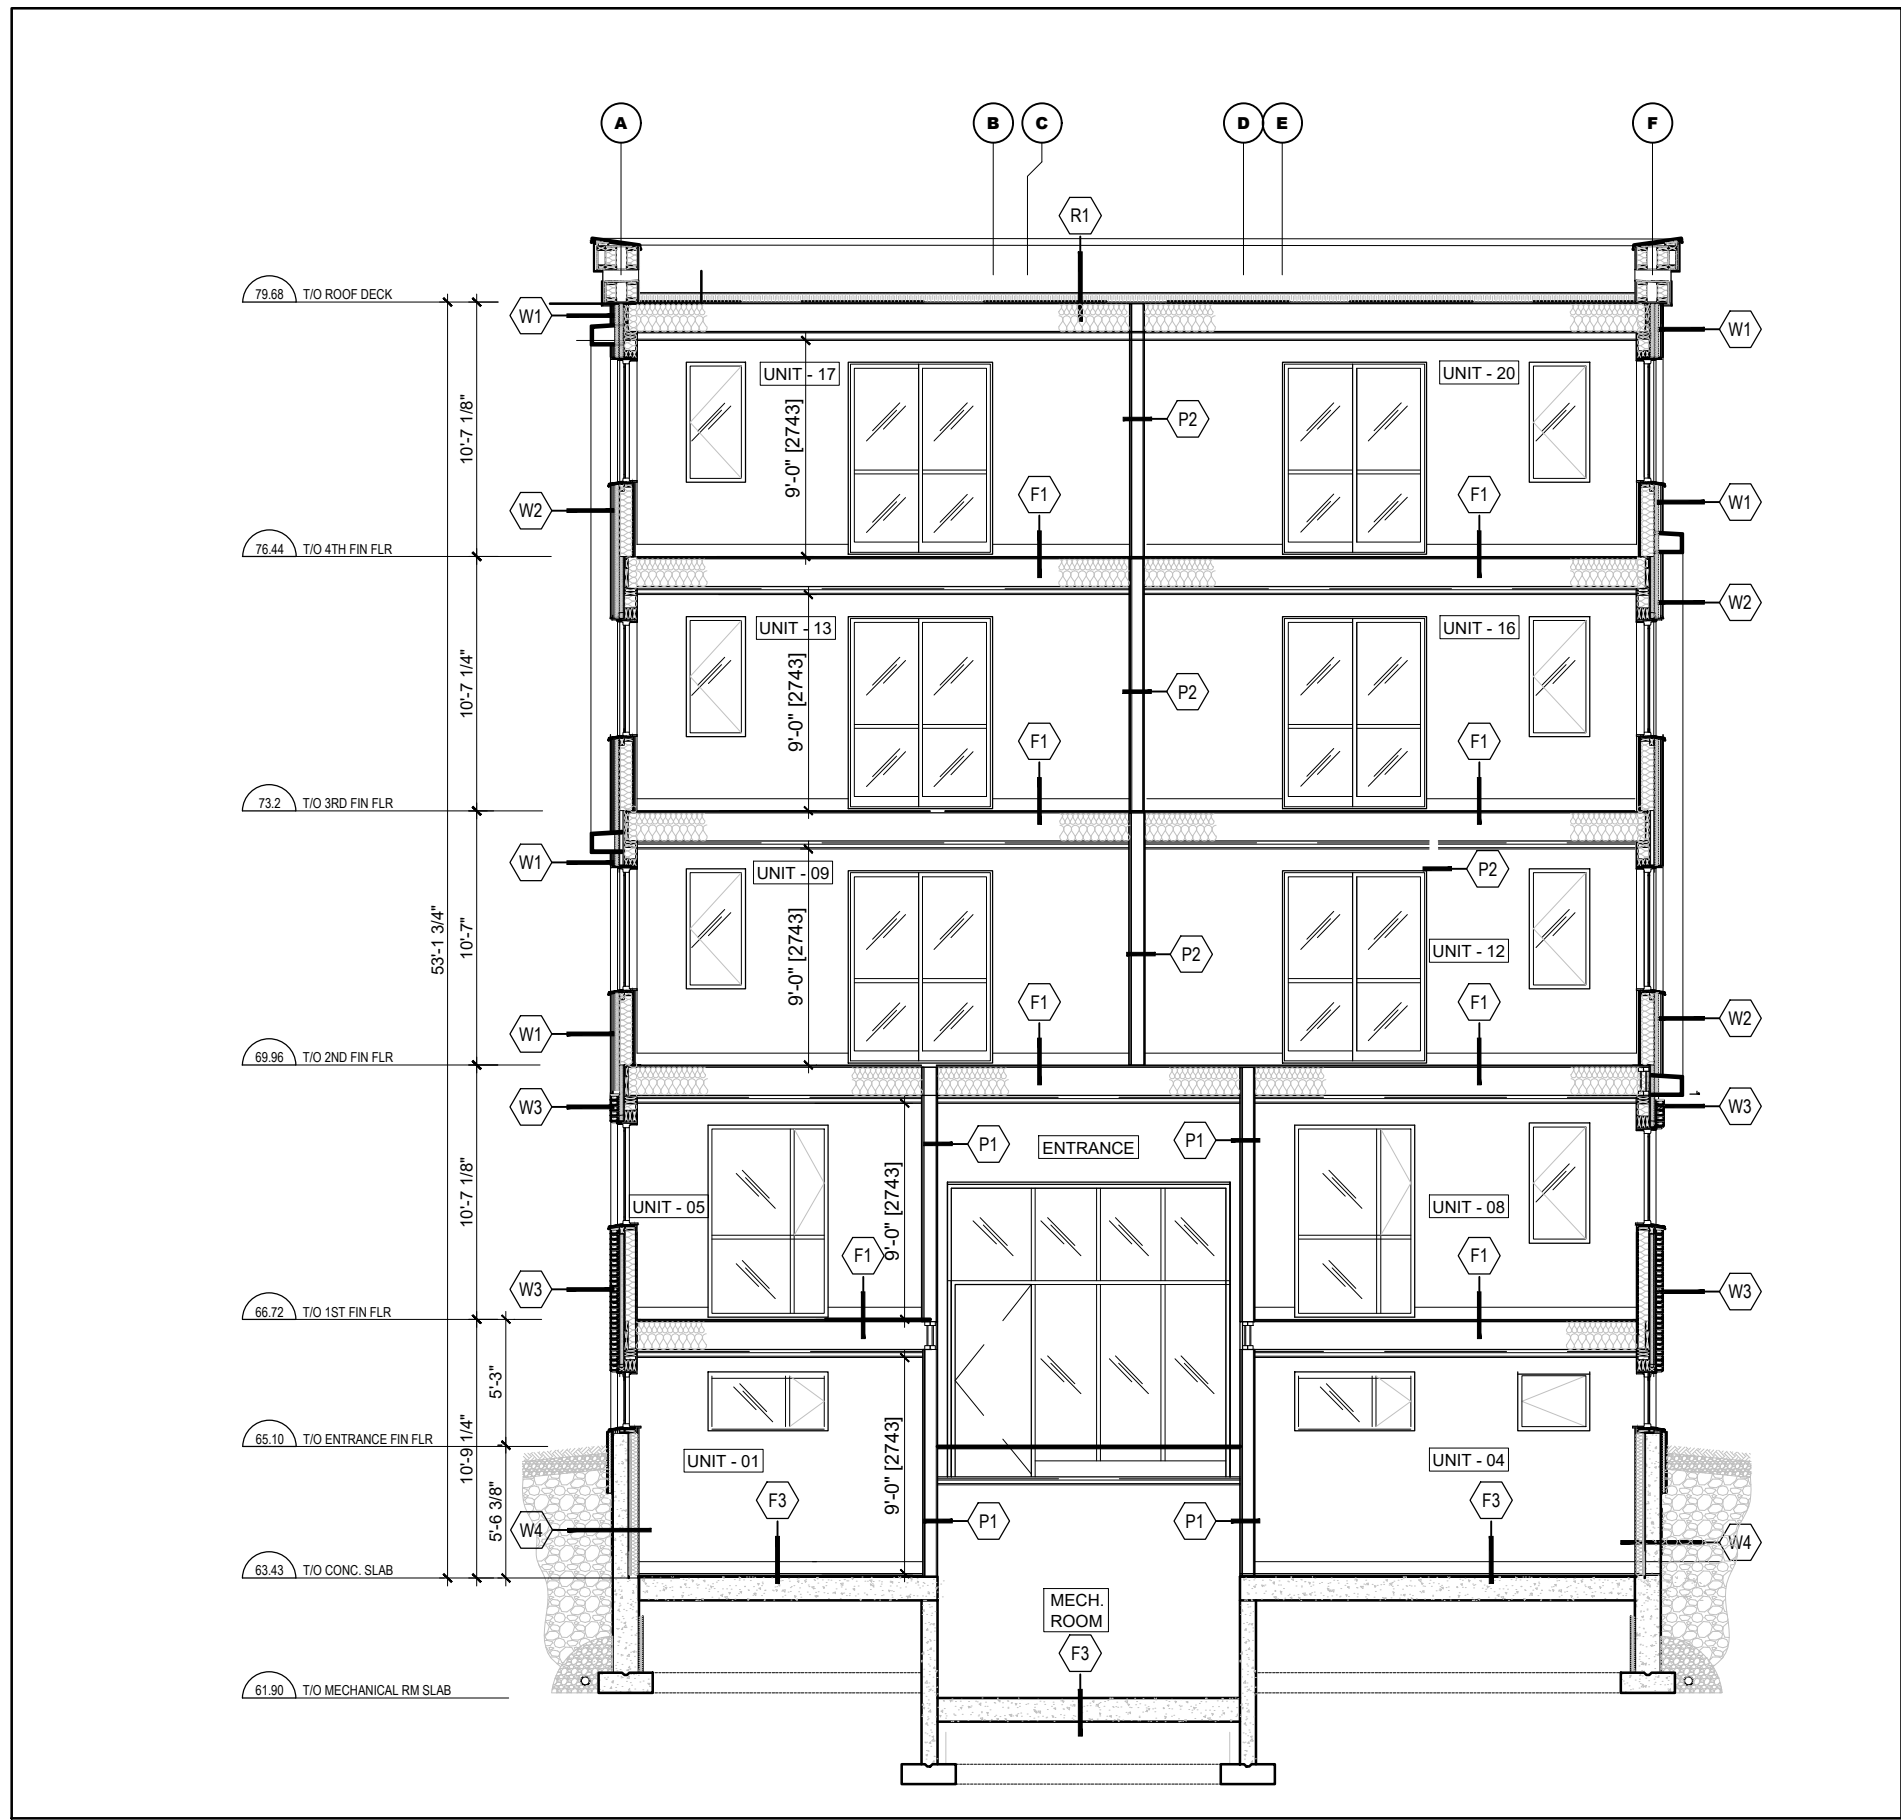 A
B
C
D
E
F
R1
79.68 T/O ROOF DECK
W1
W1
UNIT - 17
UNIT - 20
10'-7 1/8"
9'-0" [2743]
P2
F1
F1
W2
W1
76.44 T/O 4TH FIN FLR
W2
UNIT - 13
UNIT - 16
10'-7 1/4"
9'-0" [2743]
P2
F1
F1
73.2 T/O 3RD FIN FLR
W1
UNIT - 09
P2
53'-1 3/4"
10'-7"
9'-0" [2743]
P2
UNIT - 12
F1
F1
W1
W2
69.96 T/O 2ND FIN FLR
W3
W3
1
P1
ENTRANCE
P1
10'-7 1/8"
9'-0" [2743]
UNIT - 05
UNIT - 08
F1
F1
W3
W3
66.72 T/O 1ST FIN FLR
5'-3"
65.10 T/O ENTRANCE FIN FLR
10'-9 1/4"
UNIT - 01
UNIT - 04
9'-0" [2743]
5'-6 3/8"
F3
F3
W4
P1
P1
W4
63.43 T/O CONC. SLAB
MECH.
ROOM
F3
61.90 T/O MECHANICAL RM SLAB